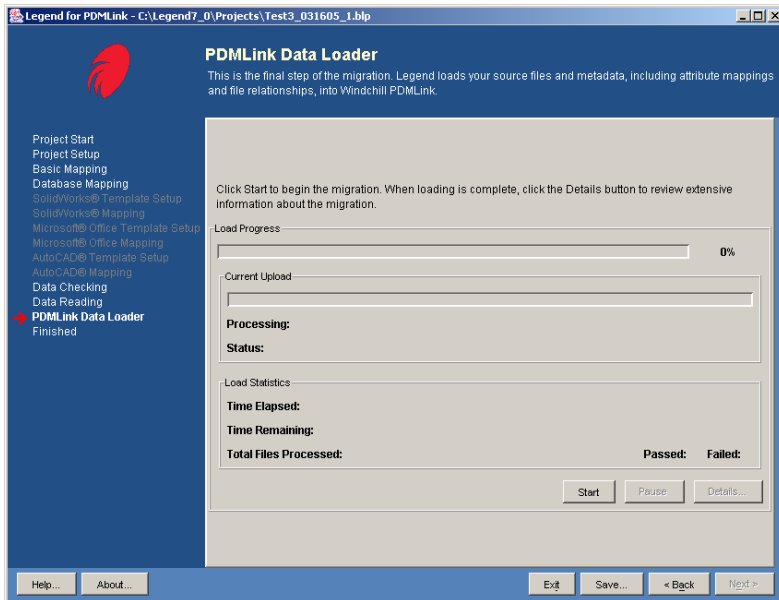 Legend for PDMLink - C:\Legend7_0\Projects\Test3_031605_1.blp
PDMLink Data Loader
This is the final step of the migration. Legend loads your source files and metadata, including attribute mappings
and file relationships, into Windchill PDMLink.
Project Start
Project Setup
Basic Mapping
Database Mapping
SolidWorks® Template Setup
SolidWorks® Mapping
Microsoft® Office Template Setup
Microsoft® Office Mapping
AutoCAD® Template Setup
AutoCAD® Mapping
Data Checking
Data Reading
PDMLink Data Loader
Finished
Click Start to begin the migration. When loading is complete, click the Details button to review extensive
information about the migration.
Load Progress
0%
Current Upload
Processing:
Status:
Load Statistics
Time Elapsed:
Time Remaining:
Total Files Processed: Passed: Failed:
Start Pause Details...
Help... About... Exit Save... < Back Next >